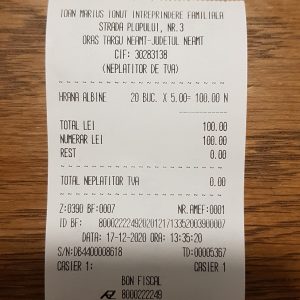 IOAN MARIUS IONUT INTREPRINDERE FAMILIALA
STRADA PLOPULUI, NR.3
ORAS TARGU NEAMT-JUDETUL NEAMT
CIF: 30283138
(NEPLATITOR DE TVA)
HRANA ALBINE 20 BUC. X 5.00= 100.00 N
TOTAL LEI 100.00
NUMERAR LEI 100.00
REST 0.00
TOTAL NEPLATITOR TVA 0.00
Z:0390 BF:0007 NR.AMEF:0001
ID BF: 80002222492020121713352003900007
DATA: 17-12-2020 ORA: 13:35:20
S/N:DB4400008618 TD:00005367
CASIER 1: CASIER 1
BON FISCAL
8000222249